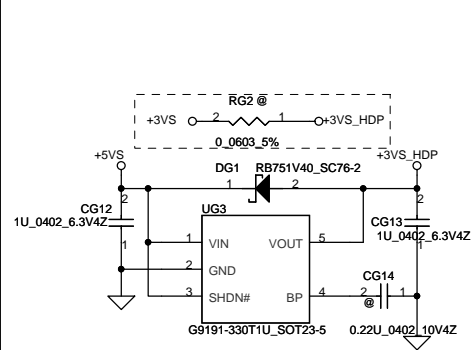 RG2 @
+3VS 2 1 +3VS_HDP
0_0603_5%
+5VS +3VS_HDP
DG1 1 2 RB751V40_SC76-2
CG12 2 1
1U_0402_6.3V4Z
UG3
1 VIN VOUT 5
2 GND
3 SHDN# BP 4
G9191-330T1U_SOT23-5
CG13 2 1
1U_0402_6.3V4Z
CG14
2 1
@
0.22U_0402_10V4Z